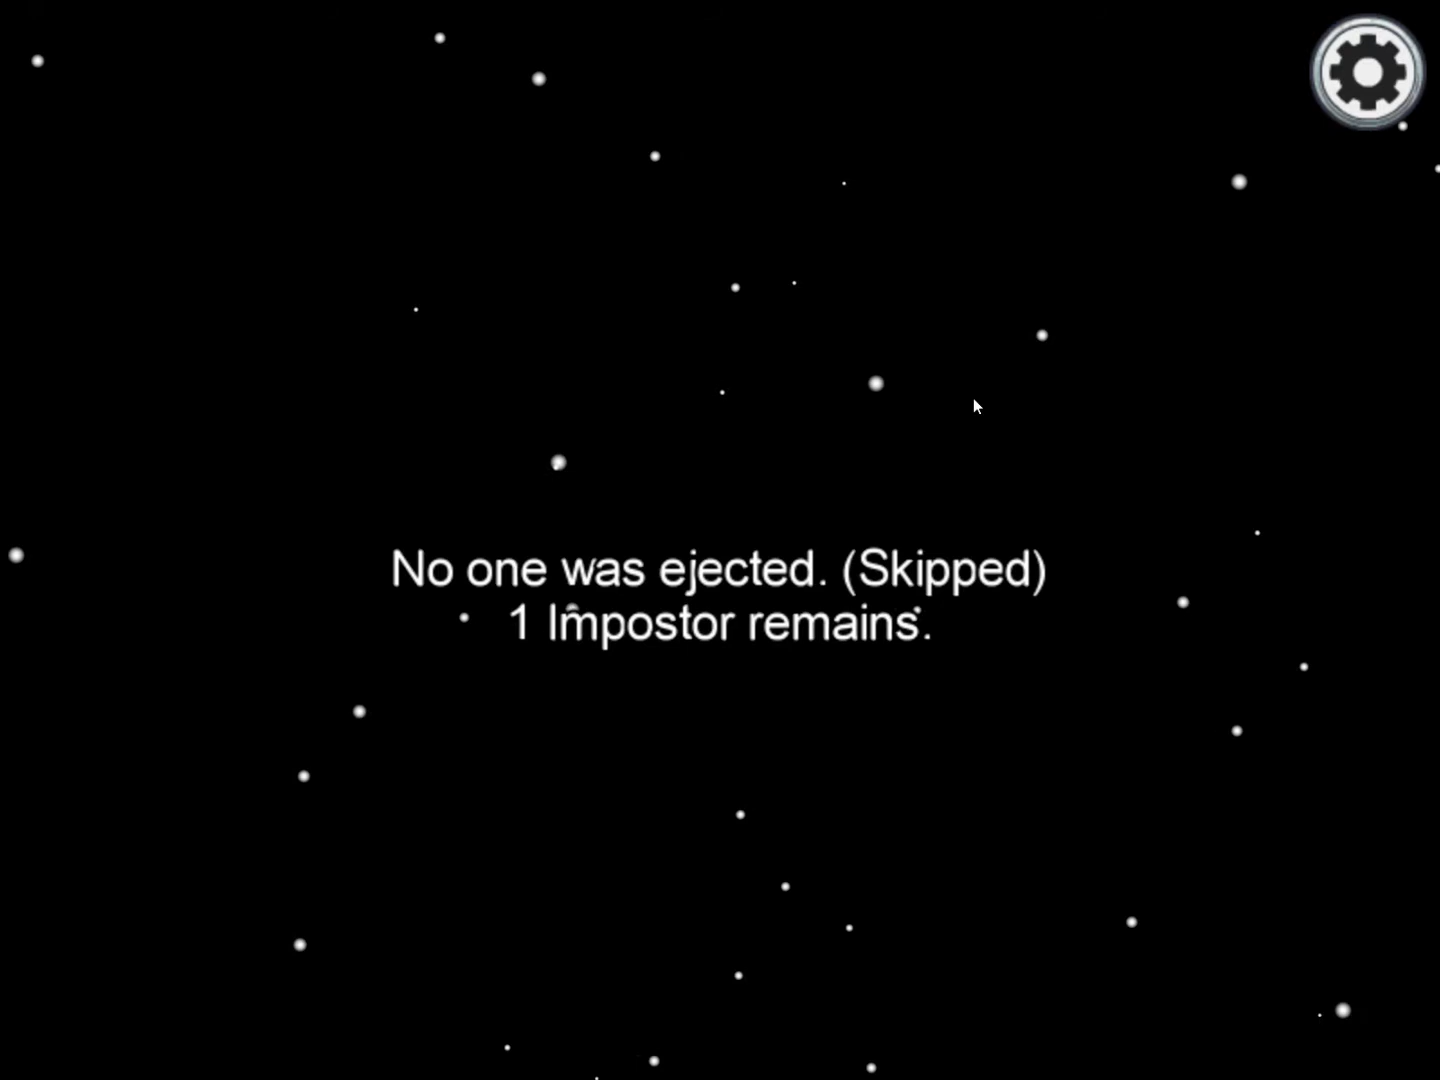 No one was ejected. (Skipped)
1 Impostor remains.